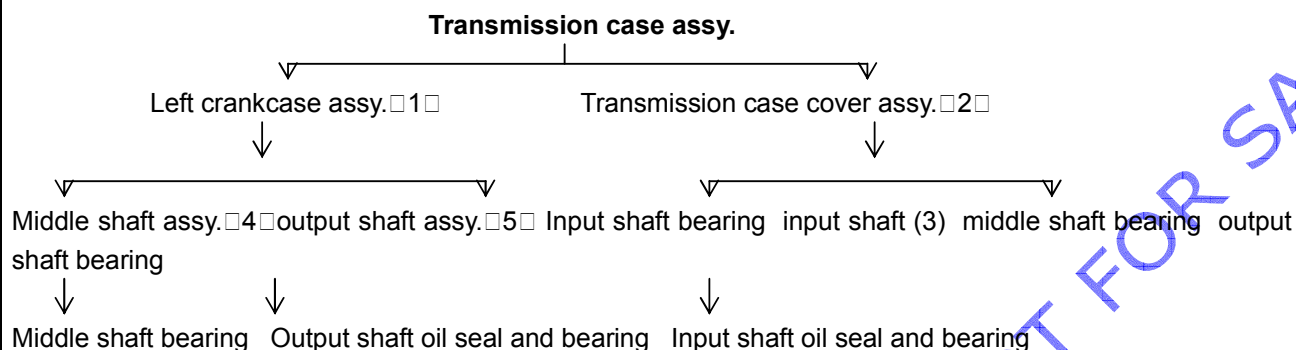 Transmission case assy.
Left crankcase assy.□1□ Transmission case cover assy.□2□
Middle shaft assy.□4□output shaft assy.□5□ Input shaft bearing input shaft (3) middle shaft bearing output
shaft bearing
Middle shaft bearing Output shaft oil seal and bearing Input shaft oil seal and bearing
T FOR SA